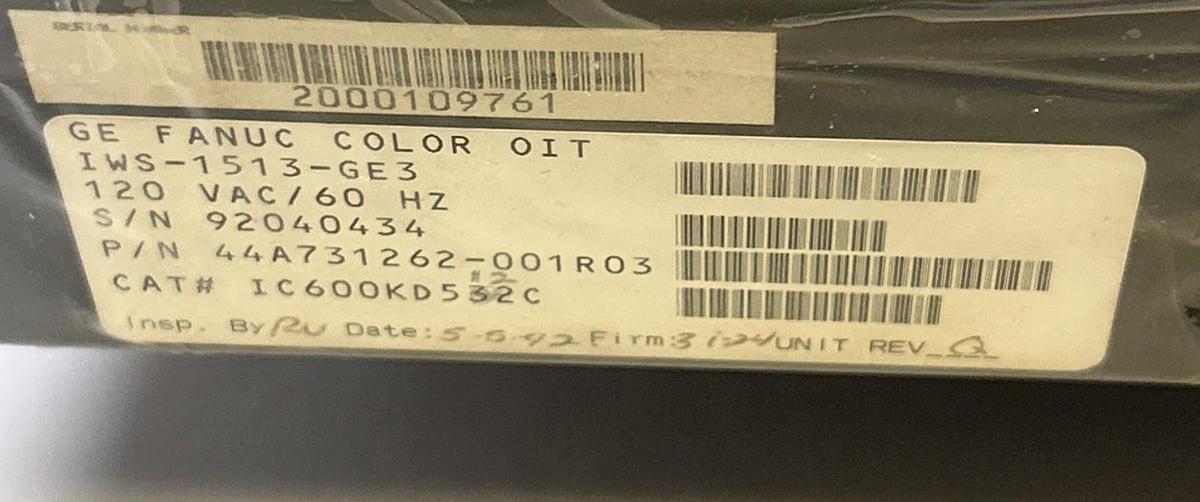 SERIAL NUMBER
2000109761
GE FANUC COLOR OIT
IWS-1513-GE3
120 VAC/60 HZ
S/N 92040434
P/N 44A731262-001R03
CAT# IC600KD532C
Insp. By RU Date: 5-5-92 Firm: UNIT REV